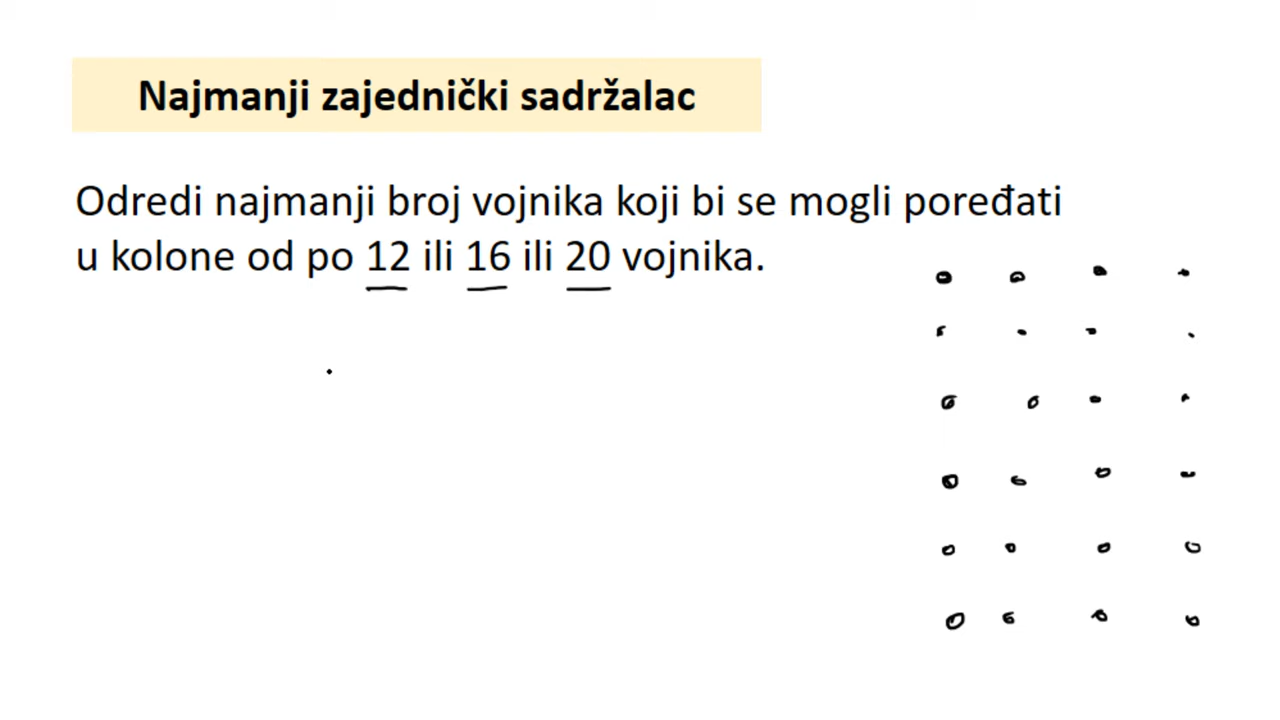 Najmanji zajednički sadržalac
Odredi najmanji broj vojnika koji bi se mogli poređati
u kolone od po 12 ili 16 ili 20 vojnika.